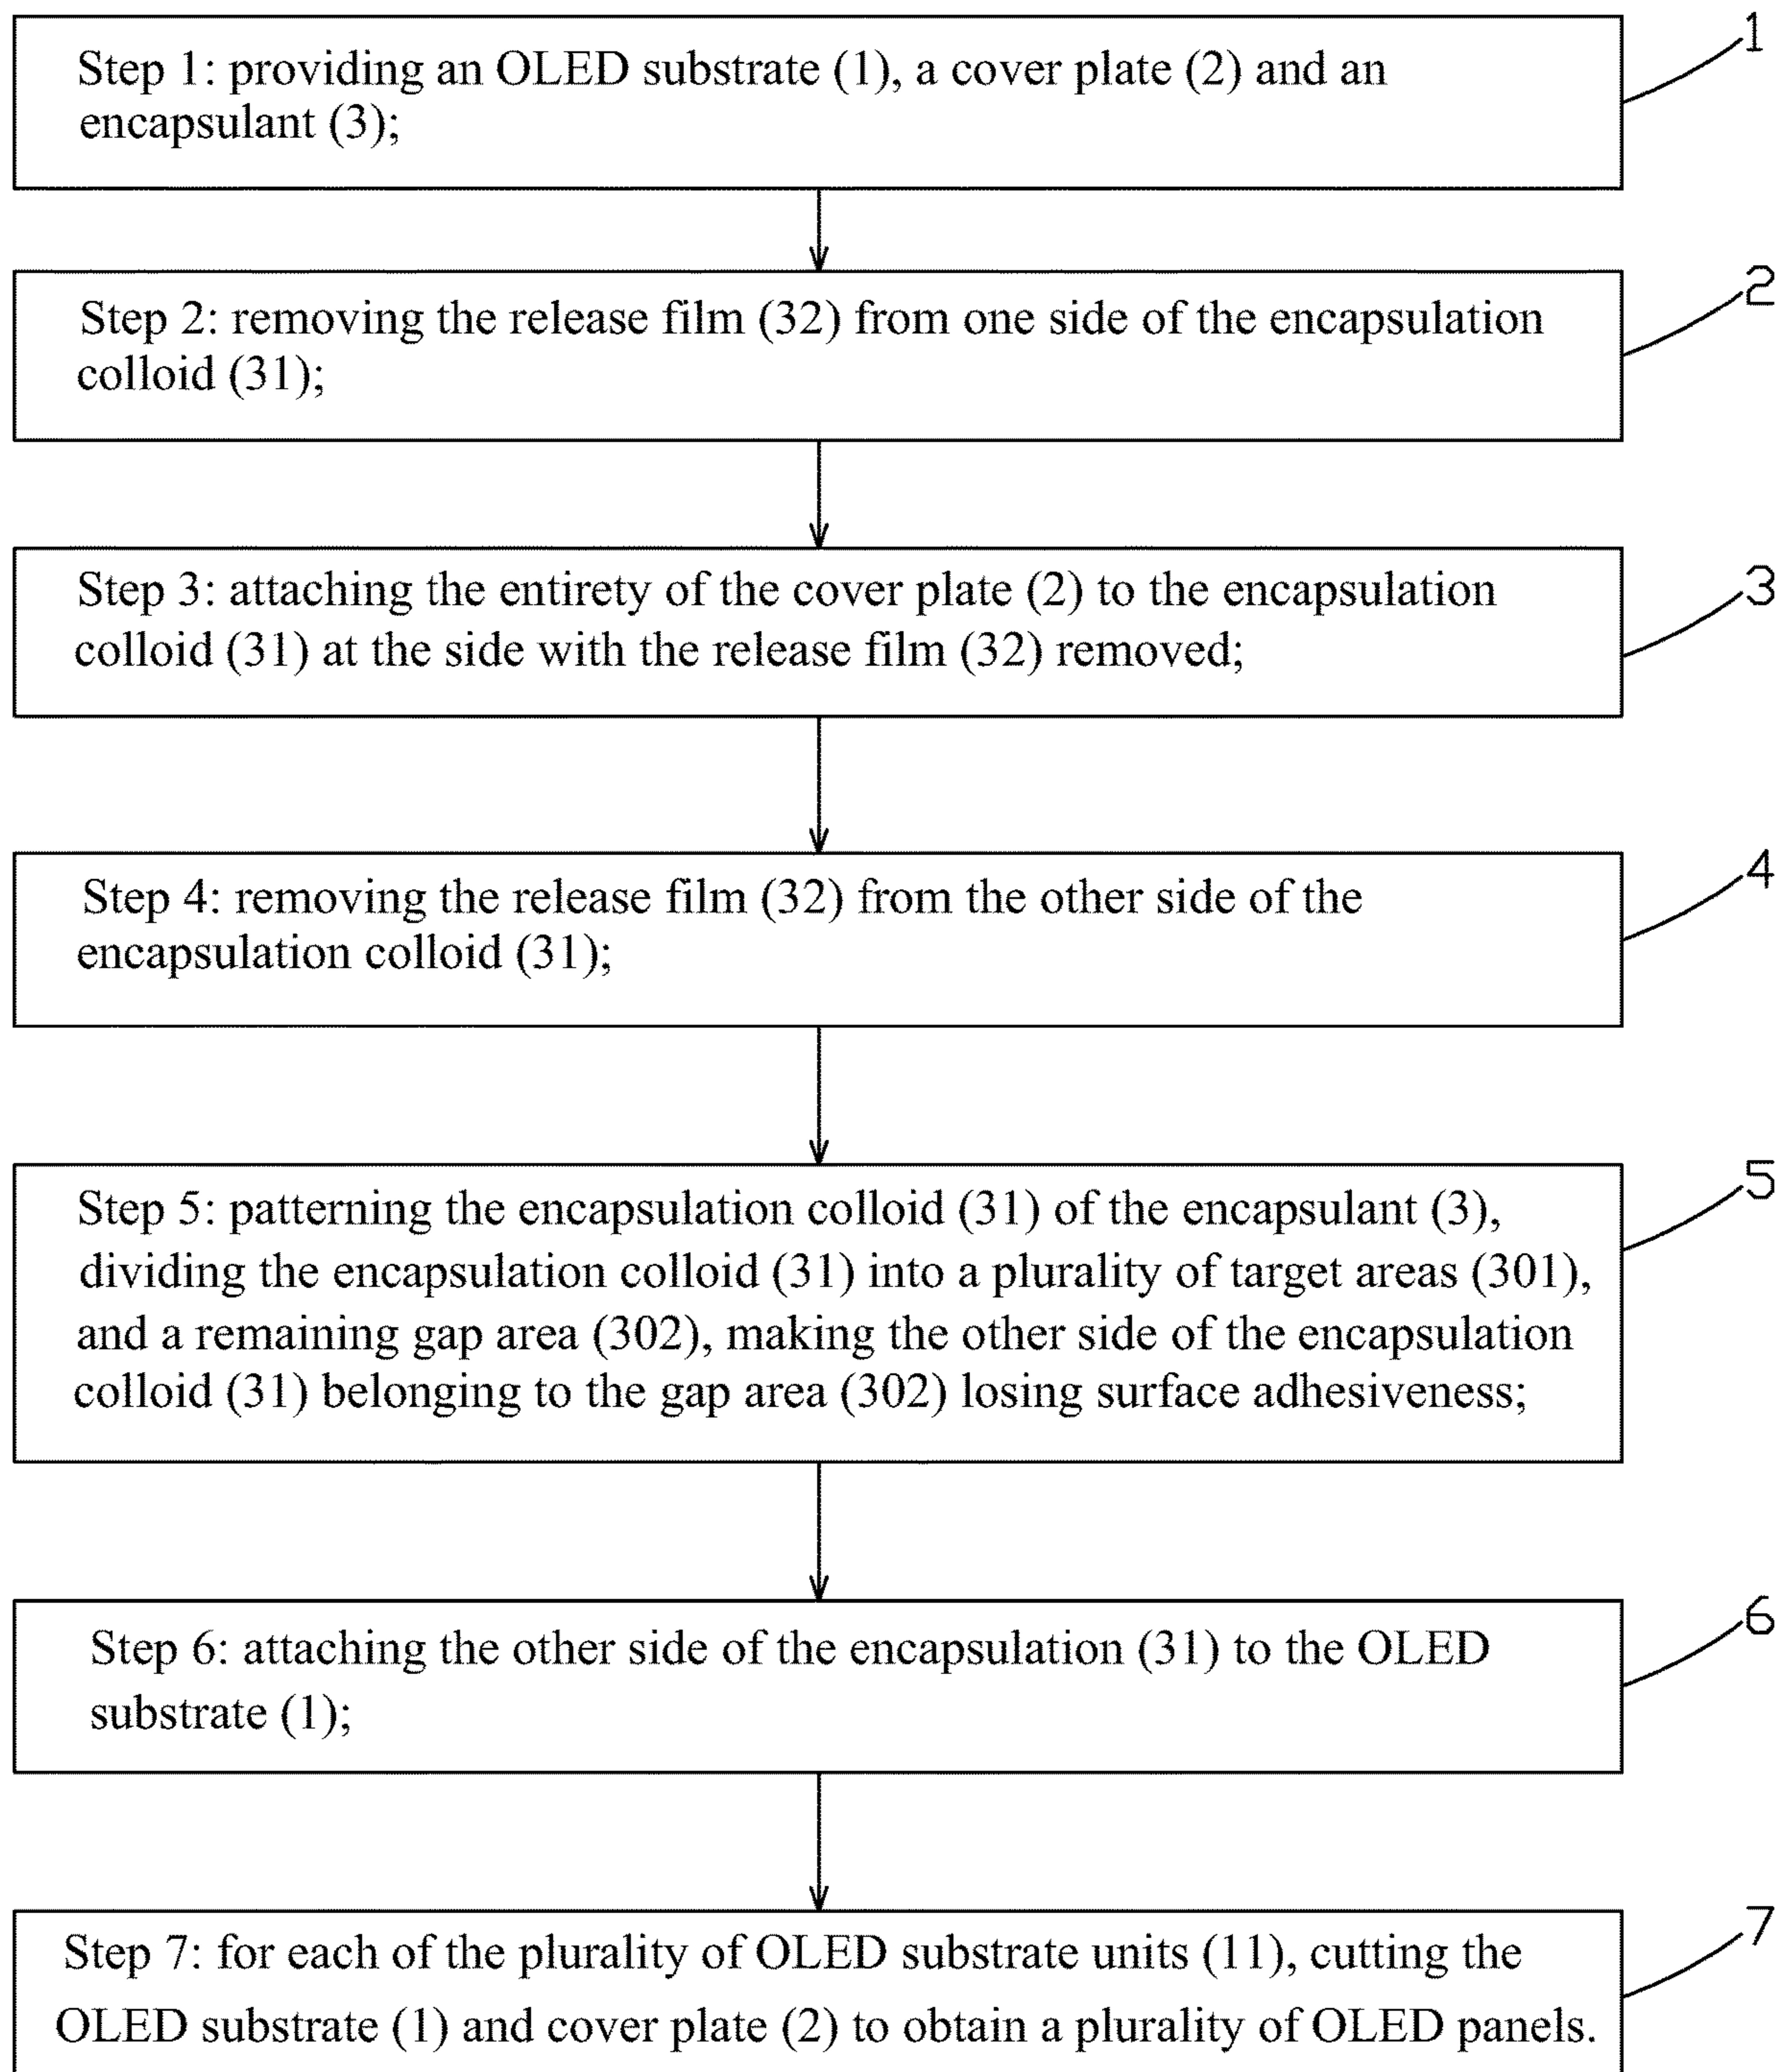 Step 1: providing an OLED substrate (1), a cover plate (2) and an
encapsulant (3);
1
Step 2: removing the release film (32) from one side of the encapsulation
colloid (31);
2
Step 3: attaching the entirety of the cover plate (2) to the encapsulation
colloid (31) at the side with the release film (32) removed;
3
Step 4: removing the release film (32) from the other side of the
encapsulation colloid (31);
4
Step 5: patterning the encapsulation colloid (31) of the encapsulant (3),
dividing the encapsulation colloid (31) into a plurality of target areas (301),
and a remaining gap area (302), making the other side of the encapsulation
colloid (31) belonging to the gap area (302) losing surface adhesiveness;
5
Step 6: attaching the other side of the encapsulation (31) to the OLED
substrate (1);
6
Step 7: for each of the plurality of OLED substrate units (11), cutting the
OLED substrate (1) and cover plate (2) to obtain a plurality of OLED panels.
7